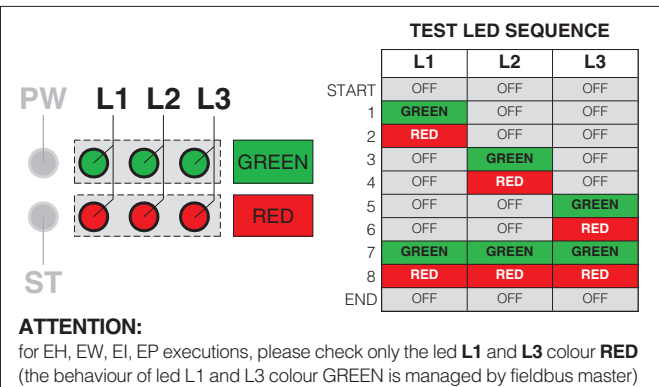 TEST LED SEQUENCE
L1 L2 L3
START OFF OFF OFF
1 GREEN OFF OFF
2 RED OFF OFF
3 OFF GREEN OFF
4 OFF RED OFF
5 OFF OFF GREEN
6 OFF OFF RED
7 GREEN GREEN GREEN
8 RED RED RED
END OFF OFF OFF
PW L1 L2 L3
GREEN
RED
ST
ATTENTION:
for EH, EW, EI, EP executions, please check only the led L1 and L3 colour RED
(the behaviour of led L1 and L3 colour GREEN is managed by fieldbus master)